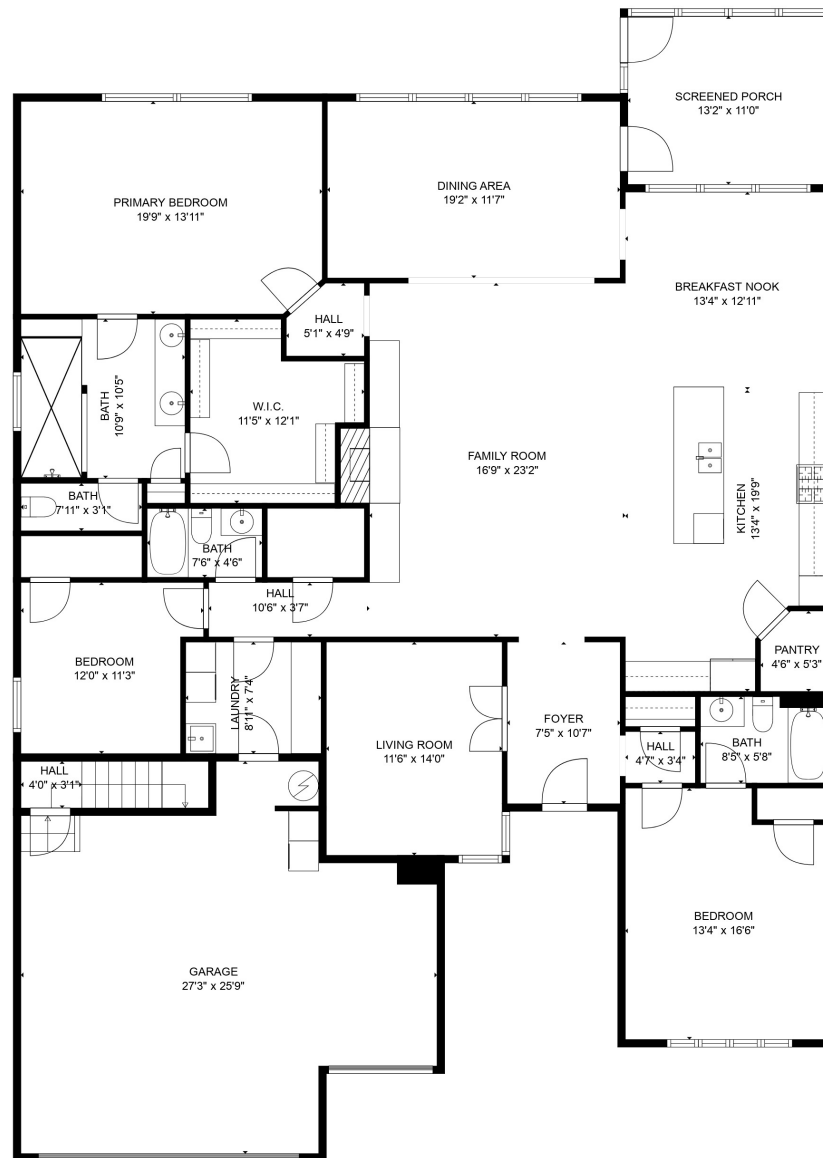 SCREENED PORCH
13'2" x 11'0"
PRIMARY BEDROOM
19'9" x 13'11"
DINING AREA
19'2" x 11'7"
BREAKFAST NOOK
13'4" x 12'11"
HALL
5'1" x 4'9"
BATH
10'9" x 10'5"
W.I.C.
11'5" x 12'1"
FAMILY ROOM
16'9" x 23'2"
KITCHEN
13'4" x 19'9"
BATH
7'11" x 3'1"
BATH
7'6" x 4'6"
HALL
10'6" x 3'7"
BEDROOM
12'0" x 11'3"
LAUNDRY
8'11" x 7'4"
PANTRY
4'6" x 5'3"
LIVING ROOM
11'6" x 14'0"
FOYER
7'5" x 10'7"
HALL
4'7" x 3'4"
BATH
8'5" x 5'8"
HALL
4'0" x 3'1"
BEDROOM
13'4" x 16'6"
GARAGE
27'3" x 25'9"